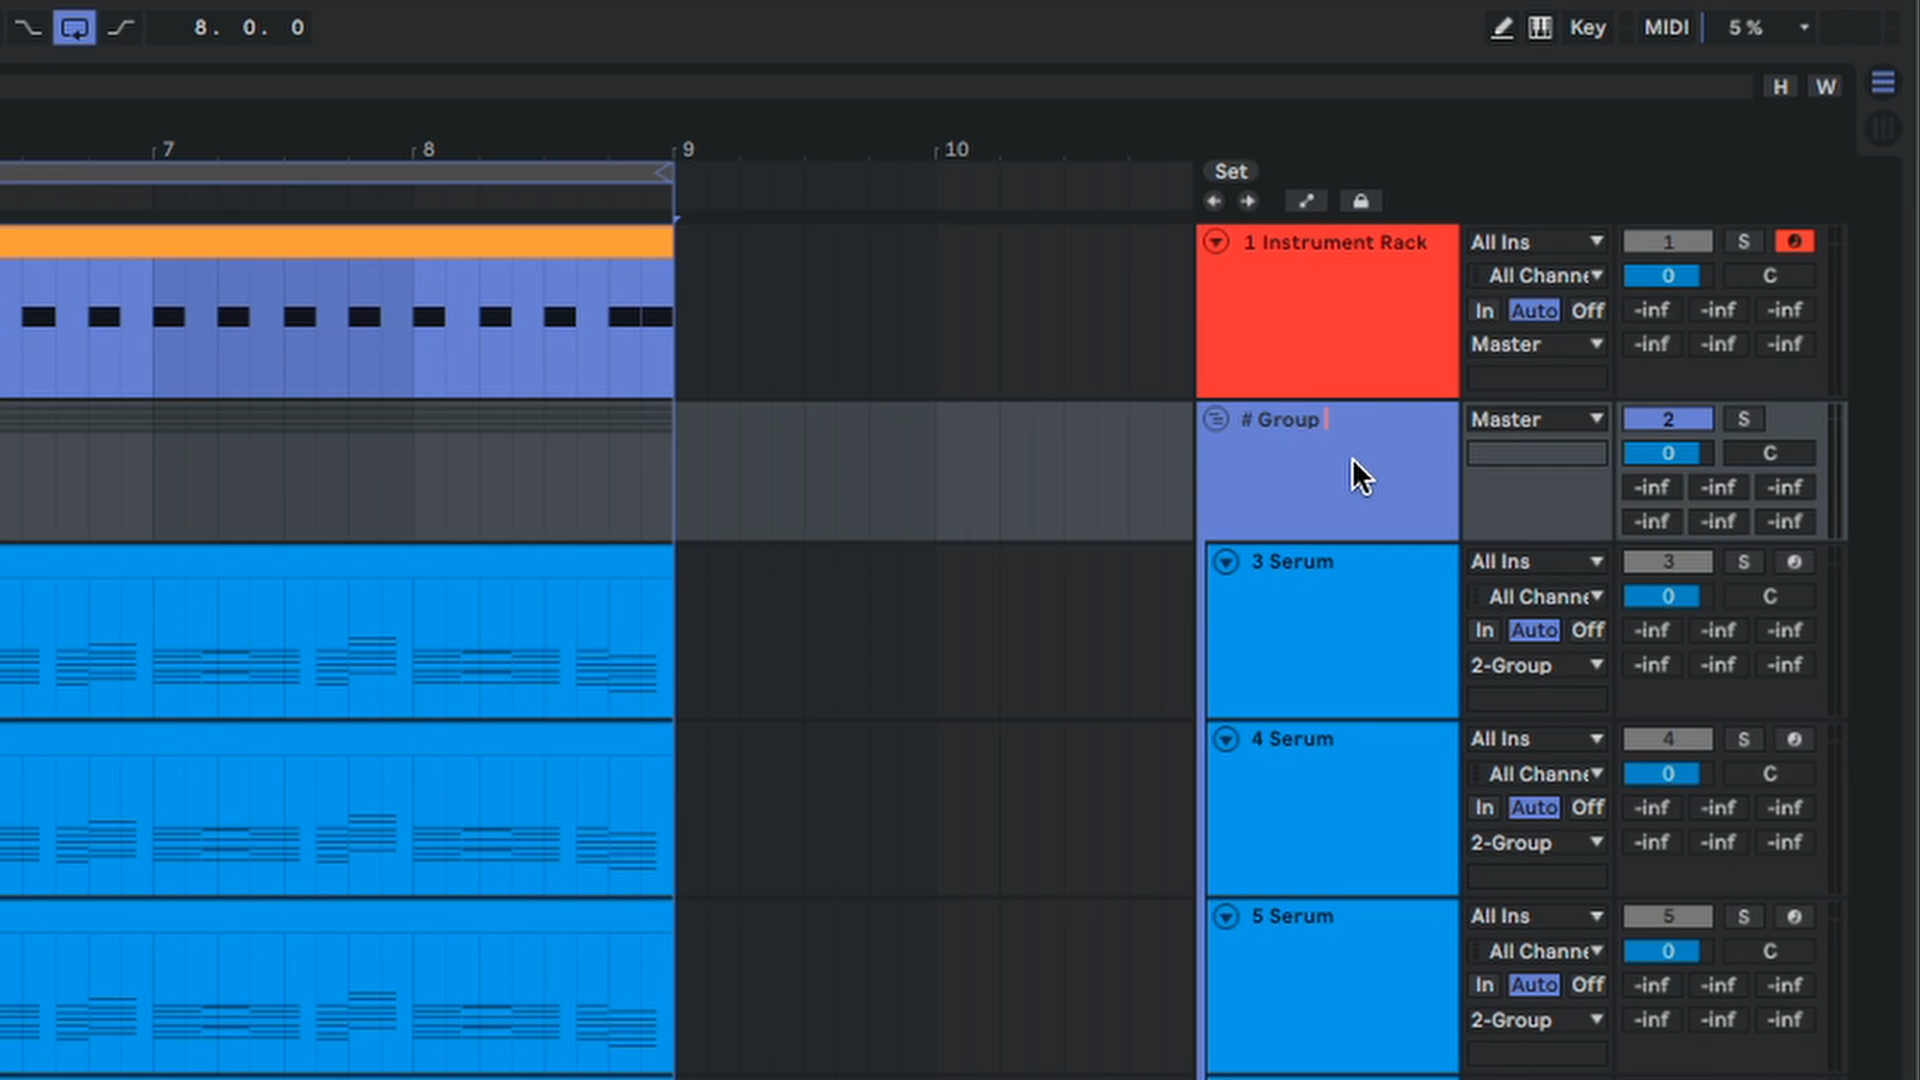 8. 0. 0 Key MIDI 5 %
H W
7 8 9 10
Set
1 Instrument Rack All Ins 1 S
All Channe 0 C
In Auto Off -inf -inf -inf
Master -inf -inf -inf
# Group Master 2 S
0 C
-inf -inf -inf
-inf -inf -inf
3 Serum All Ins 3 S
All Channe 0 C
In Auto Off -inf -inf -inf
2-Group -inf -inf -inf
4 Serum All Ins 4 S
All Channe 0 C
In Auto Off -inf -inf -inf
2-Group -inf -inf -inf
5 Serum All Ins 5 S
All Channe 0 C
In Auto Off -inf -inf -inf
2-Group -inf -inf -inf